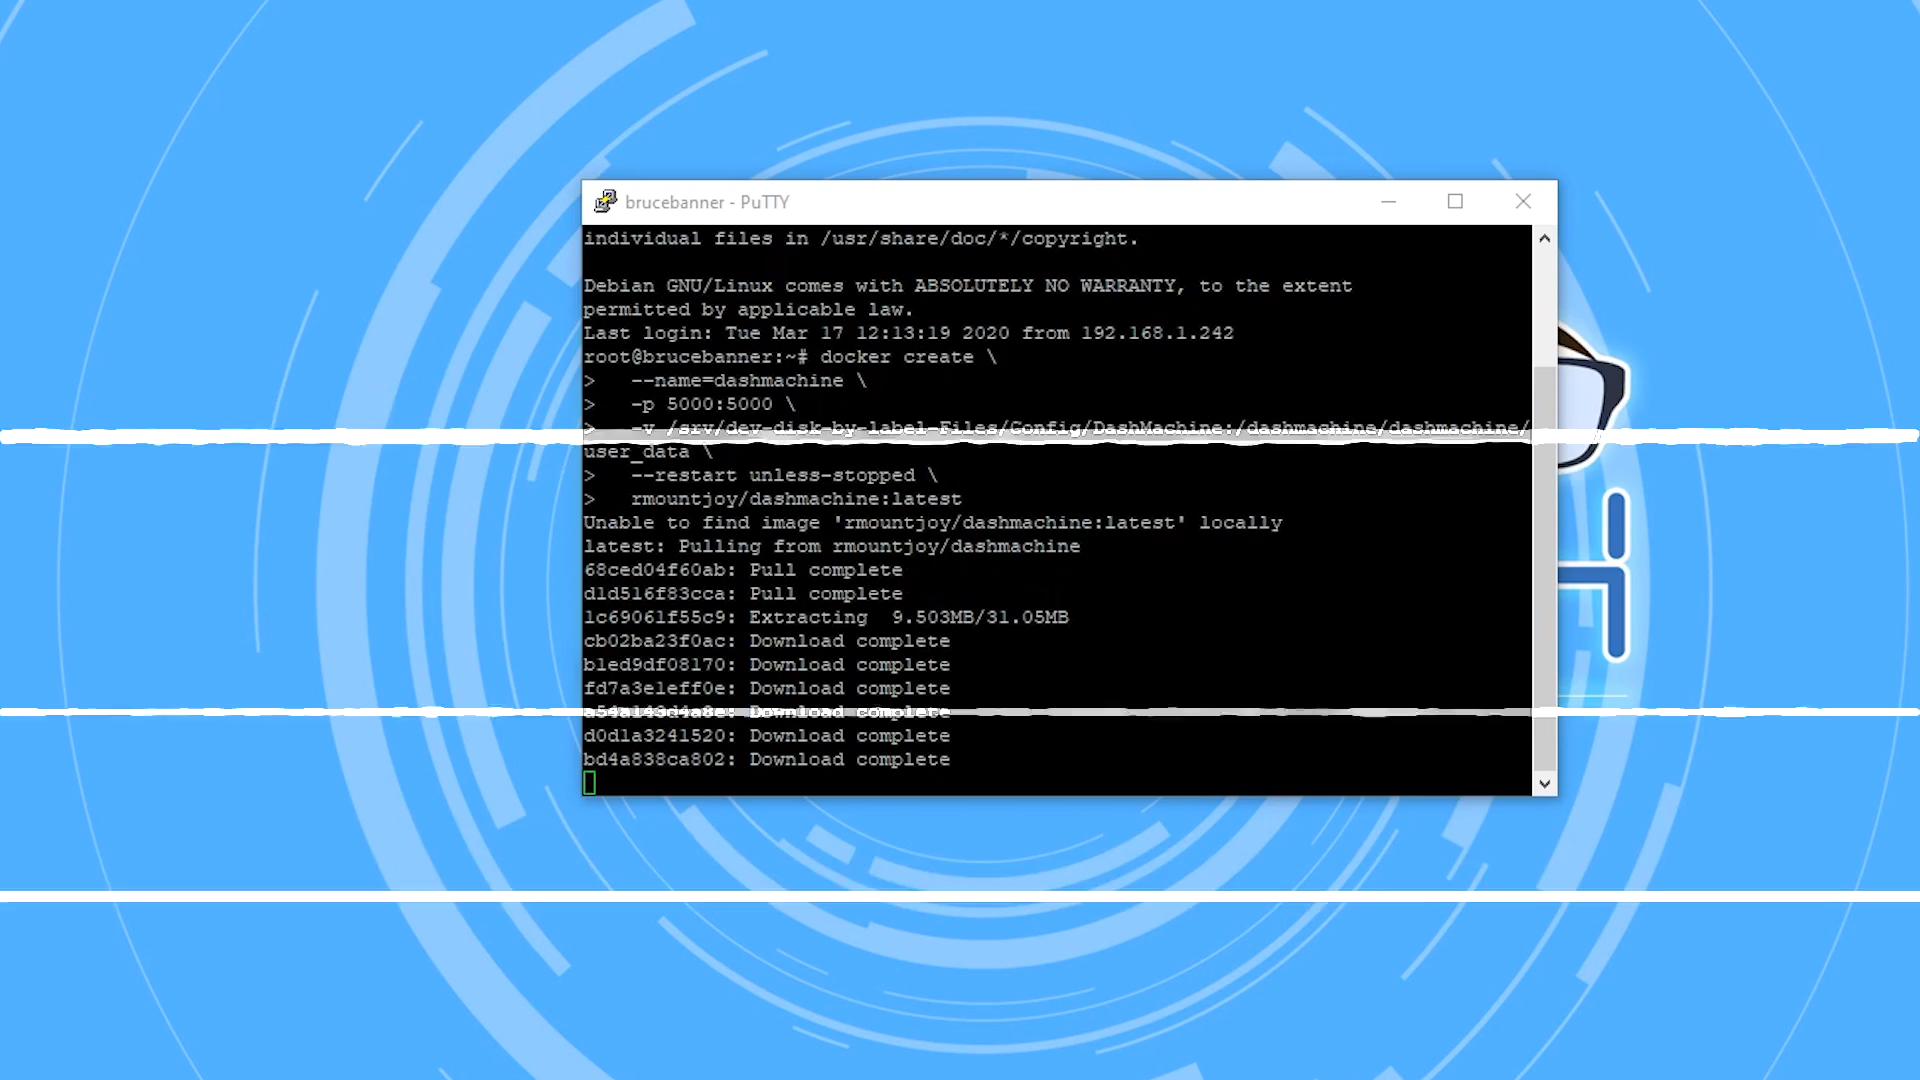 brucebanner - PuTTY
individual files in /usr/share/doc/*/copyright.
Debian GNU/Linux comes with ABSOLUTELY NO WARRANTY, to the extent
permitted by applicable law.
Last login: Tue Mar 17 12:13:19 2020 from 192.168.1.242
root@brucebanner:~# docker create \
>   --name=dashmachine \
>   -p 5000:5000 \
>   -v /srv/dev-disk-by-label-Files/Config/DashMachine:/dashmachine/dashmachine/
user_data \
>   --restart unless-stopped \
>   rmountjoy/dashmachine:latest
Unable to find image 'rmountjoy/dashmachine:latest' locally
latest: Pulling from rmountjoy/dashmachine
68ced04f60ab: Pull complete
d1d516f83cca: Pull complete
1c69061f55c9: Extracting  9.503MB/31.05MB
cb02ba23f0ac: Download complete
b1ed9df08170: Download complete
fd7a3e1eff0e: Download complete
Download complete
d0d1a3241520: Download complete
bd4a838ca802: Download complete